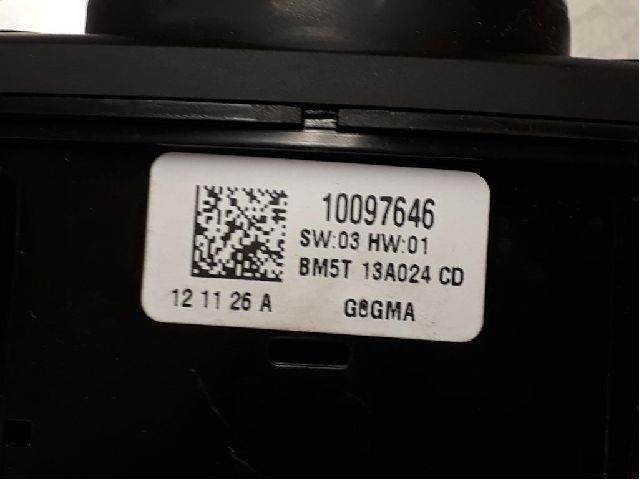 10097646
SW:03 HW:01
BM5T 13A024 CD
12 11 26 A G8GMA